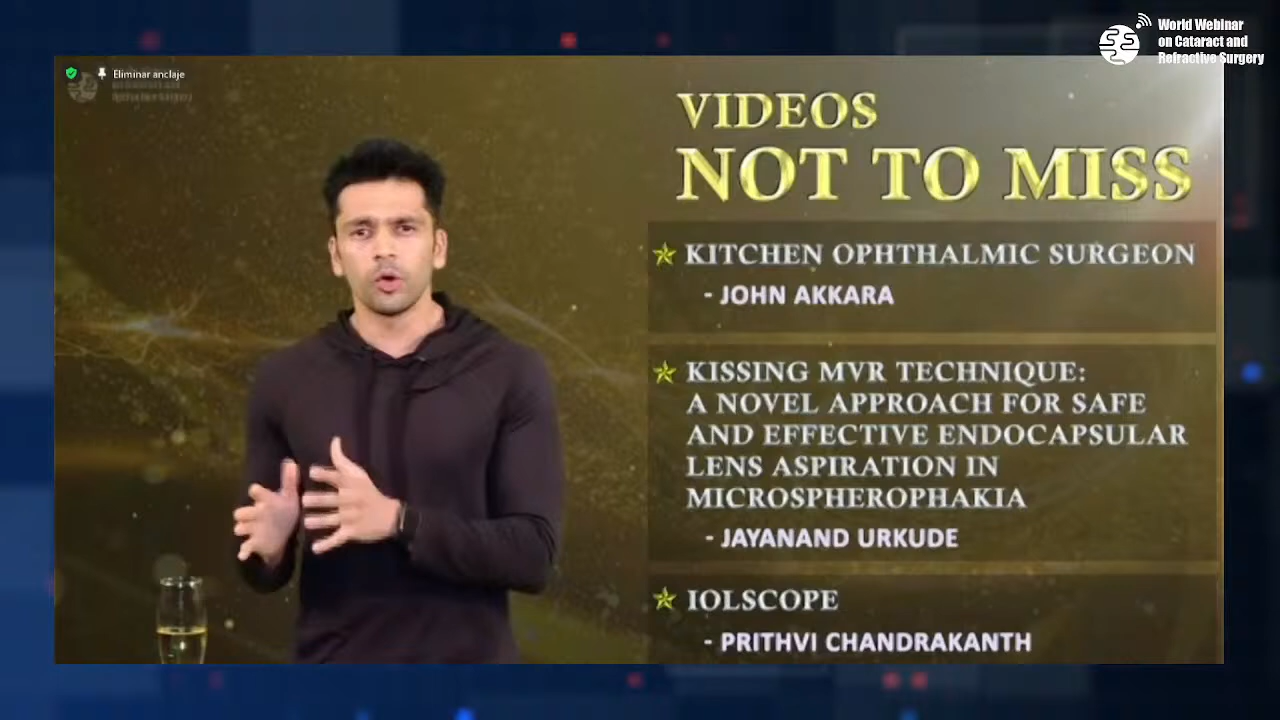 World Webinar
on Cataract and
Refractive Surgery
Eliminar anclaje
VIDEOS
NOT TO MISS
KITCHEN OPHTHALMIC SURGEON
- JOHN AKKARA
KISSING MVR TECHNIQUE:
A NOVEL APPROACH FOR SAFE
AND EFFECTIVE ENDOCAPSULAR
LENS ASPIRATION IN
MICROSPHEROPHAKIA
- JAYANAND URKUDE
IOLSCOPE
- PRITHVI CHANDRAKANTH